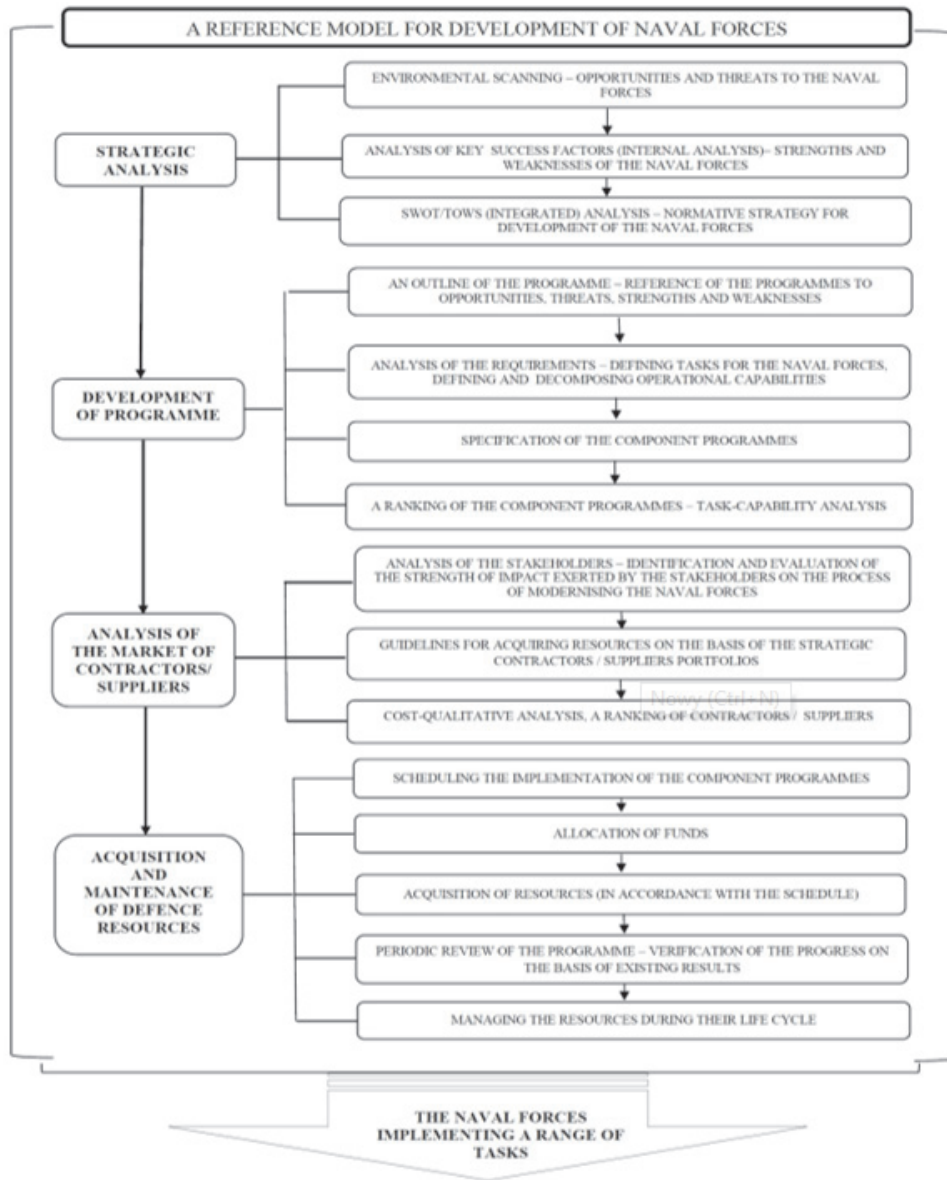 A REFERENCE MODEL FOR DEVELOPMENT OF NAVAL FORCES
ENVIRONMENTAL SCANNING – OPPORTUNITIES AND THREATS TO THE NAVAL
FORCES
STRATEGIC
ANALYSIS
ANALYSIS OF KEY SUCCESS FACTORS (INTERNAL ANALYSIS)– STRENGTHS AND
WEAKNESSES OF THE NAVAL FORCES
SWOT/TOWS (INTEGRATED) ANALYSIS – NORMATIVE STRATEGY FOR
DEVELOPMENT OF THE NAVAL FORCES
AN OUTLINE OF THE PROGRAMME – REFERENCE OF THE PROGRAMMES TO
OPPORTUNITIES, THREATS, STRENGTHS AND WEAKNESSES
DEVELOPMENT
OF PROGRAMME
ANALYSIS OF THE REQUIREMENTS – DEFINING TASKS FOR THE NAVAL FORCES,
DEFINING AND DECOMPOSING OPERATIONAL CAPABILITIES
SPECIFICATION OF THE COMPONENT PROGRAMMES
A RANKING OF THE COMPONENT PROGRAMMES – TASK-CAPABILITY ANALYSIS
ANALYSIS OF THE STAKEHOLDERS – IDENTIFICATION AND EVALUATION OF
THE STRENGTH OF IMPACT EXERTED BY THE STAKEHOLDERS ON THE PROCESS
OF MODERNISING THE NAVAL FORCES
ANALYSIS OF
THE MARKET OF
CONTRACTORS/
SUPPLIERS
GUIDELINES FOR ACQUIRING RESOURCES ON THE BASIS OF THE STRATEGIC
CONTRACTORS / SUPPLIERS PORTFOLIOS
Nowy (Ctrl+N)
COST-QUALITATIVE ANALYSIS, A RANKING OF CONTRACTORS / SUPPLIERS
SCHEDULING THE IMPLEMENTATION OF THE COMPONENT PROGRAMMES
ALLOCATION OF FUNDS
ACQUISITION
AND
MAINTENANCE
OF DEFENCE
RESOURCES
ACQUISITION OF RESOURCES (IN ACCORDANCE WITH THE SCHEDULE)
PERIODIC REVIEW OF THE PROGRAMME – VERIFICATION OF THE PROGRESS ON
THE BASIS OF EXISTING RESULTS
MANAGING THE RESOURCES DURING THEIR LIFE CYCLE
THE NAVAL FORCES
IMPLEMENTING A RANGE OF
TASKS